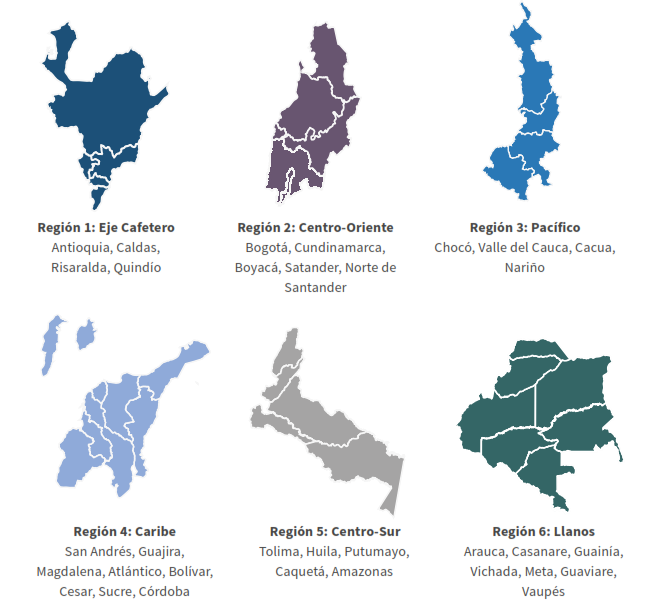 Región 1: Eje Cafetero
Antioquia, Caldas,
Risaralda, Quindío
Región 2: Centro-Oriente
Bogotá, Cundinamarca,
Boyacá, Satander, Norte de
Santander
Región 3: Pacífico
Chocó, Valle del Cauca, Cacua,
Nariño
Región 4: Caribe
San Andrés, Guajira,
Magdalena, Atlántico, Bolívar,
Cesar, Sucre, Córdoba
Región 5: Centro-Sur
Tolima, Huila, Putumayo,
Caquetá, Amazonas
Región 6: Llanos
Arauca, Casanare, Guainía,
Vichada, Meta, Guaviare,
Vaupés